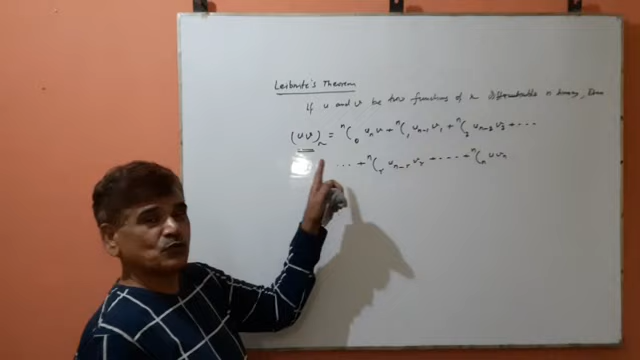 Leibnitz's Theorem
If u and v be two functions of x differentiable n times, then
(uv)ₙ = ⁿC₀ uₙ v + ⁿC₁ uₙ₋₁ v₁ + ⁿC₂ uₙ₋₂ v₂ + ···
··· + ⁿCᵣ uₙ₋ᵣ vᵣ + ···· + ⁿCₙ u vₙ